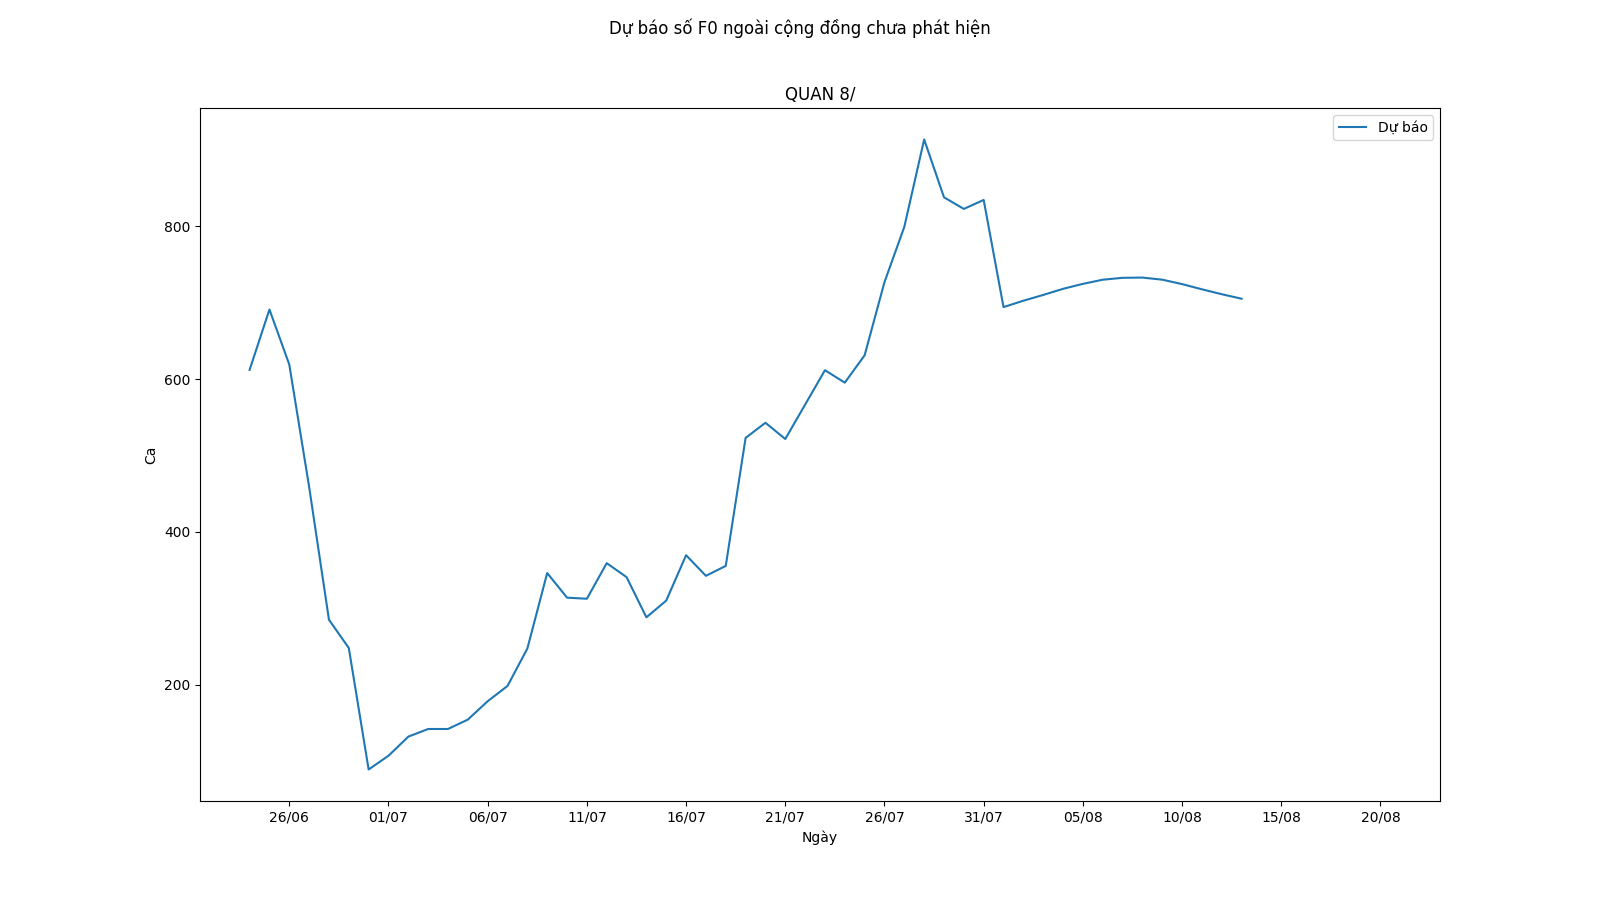 Dự báo số F0 ngoài cộng đồng chưa phát hiện
QUAN 8/
Dự báo
800
600
400
200
Ca
26/06 01/07 06/07 11/07 16/07 21/07 26/07 31/07 05/08 10/08 15/08 20/08
Ngày